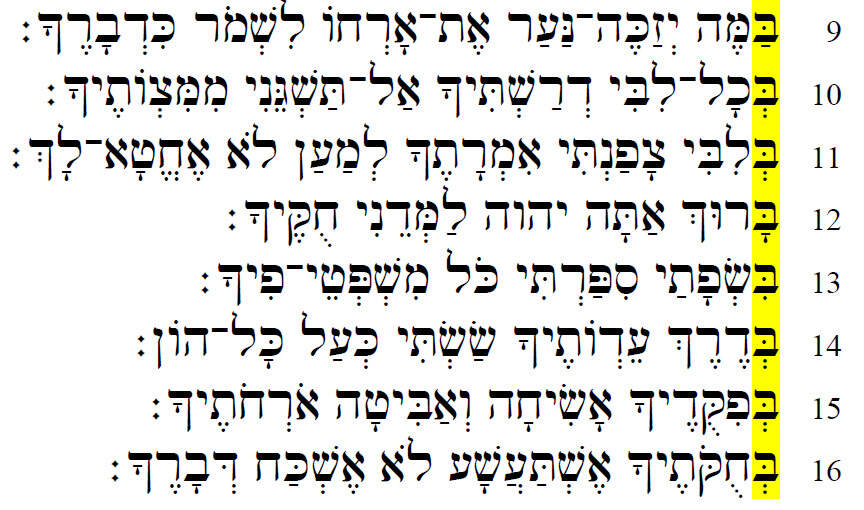 9 בַּמֶּה יְזַכֶּה־נַּעַר אֶת־אָרְחוֹ לִשְׁמֹר כִּדְבָרֶךָ׃
10 בְּכָל־לִבִּי דְרַשְׁתִּיךָ אַל־תַּשְׁגֵּנִי מִמִּצְוֹתֶיךָ׃
11 בְּלִבִּי צָפַנְתִּי אִמְרָתֶךָ לְמַעַן לֹא אֶחֱטָא־לָךְ׃
12 בָּרוּךְ אַתָּה יהוה לַמְּדֵנִי חֻקֶּיךָ׃
13 בִּשְׂפָתַי סִפַּרְתִּי כֹּל מִשְׁפְּטֵי־פִיךָ׃
14 בְּדֶרֶךְ עֵדְוֹתֶיךָ שַׂשְׂתִּי כְּעַל כָּל־הוֹן׃
15 בְּפִקֻּדֶיךָ אָשִׂיחָה וְאַבִּיטָה אֹרְחֹתֶיךָ׃
16 בְּחֻקֹּתֶיךָ אֶשְׁתַּעֲשָׁע לֹא אֶשְׁכַּח דְּבָרֶךָ׃